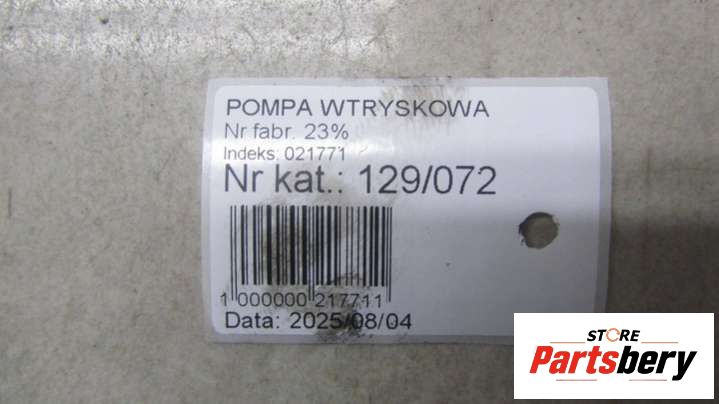 POMPA WTRYSKOWA
Nr fabr. 23%
Indeks: 021771
Nr kat.: 129/072
1 000000 217711
Data: 2025/08/04
STORE
Partsbery